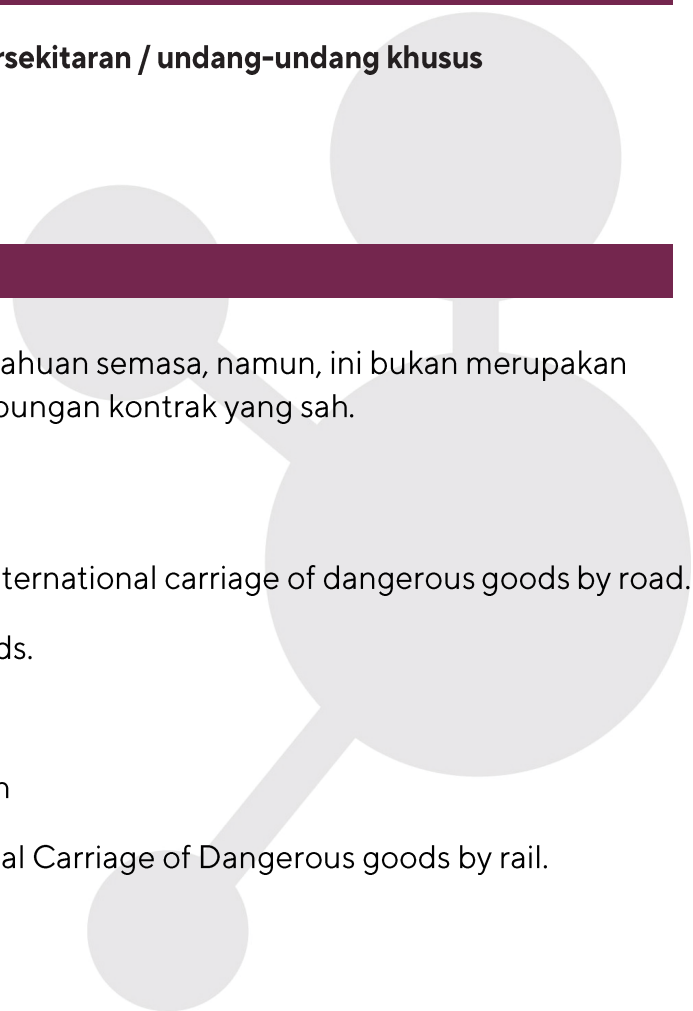 rsekitaran / undang-undang khusus
ahuan semasa, namun, ini bukan merupakan
ungan kontrak yang sah.
ternational carriage of dangerous goods by road.
ds.
al Carriage of Dangerous goods by rail.